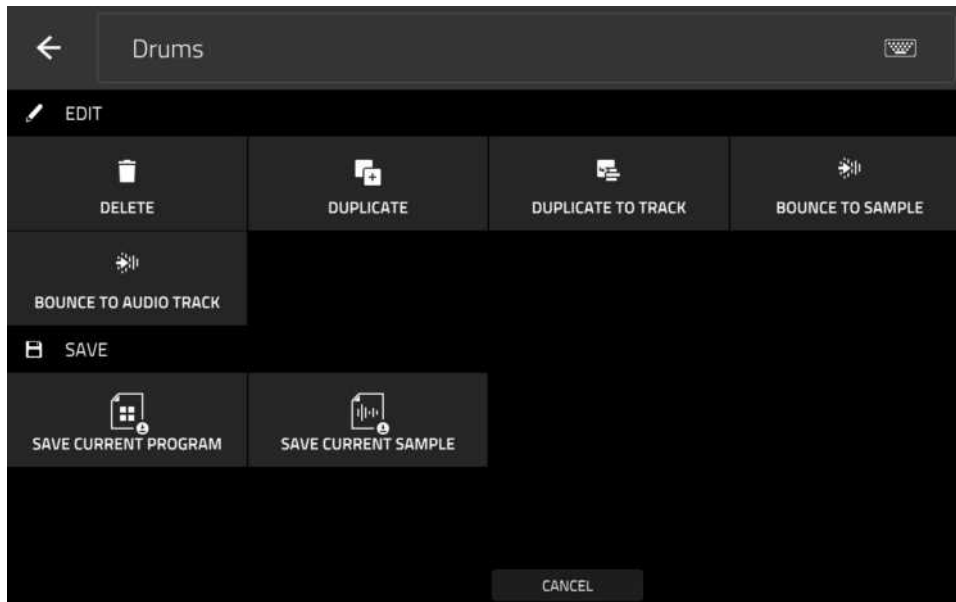 Drums
EDIT
DELETE
DUPLICATE
DUPLICATE TO TRACK
BOUNCE TO SAMPLE
BOUNCE TO AUDIO TRACK
SAVE
SAVE CURRENT PROGRAM
SAVE CURRENT SAMPLE
CANCEL